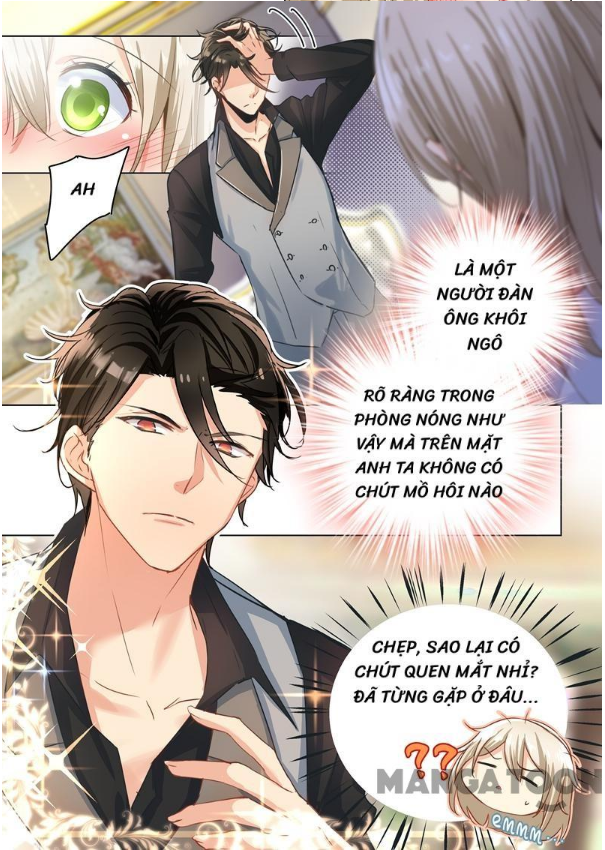 AH
LÀ MỘT
NGƯỜI ĐÀN
ÔNG KHÔI
NGÔ
RÕ RÀNG TRONG
PHÒNG NÓNG NHƯ
VẬY MÀ TRÊN MẶT
ANH TA KHÔNG CÓ
CHÚT MỒ HÔI NÀO
CHẸP, SAO LẠI CÓ
CHÚT QUEN MẮT NHỈ?
ĐÃ TỪNG GẶP Ở ĐÂU...
??
MANGATOON
emmm...